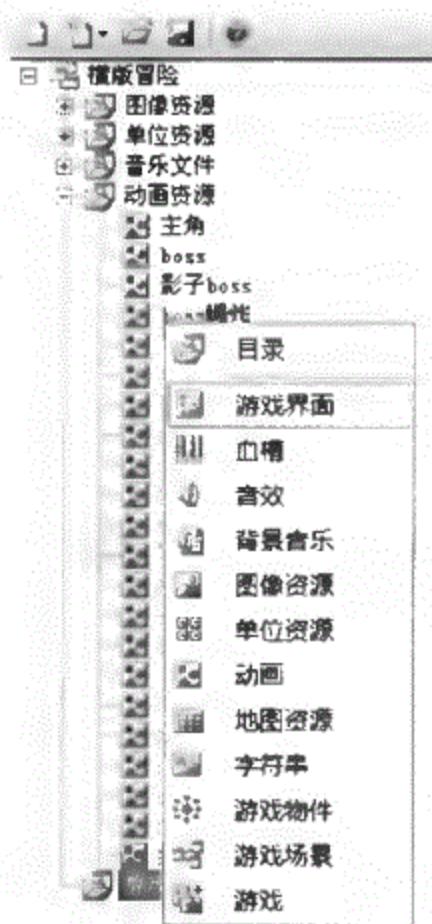 横版冒险
图像资源
单位资源
音乐文件
动画资源
主角
boss
影子boss
目录
游戏界面
血槽
音效
背景音乐
图像资源
单位资源
动画
地图资源
字符串
游戏物件
游戏场景
游戏